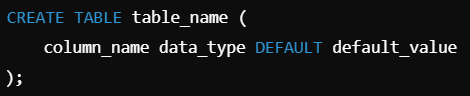 CREATE TABLE table_name (
    column_name data_type DEFAULT default_value
);